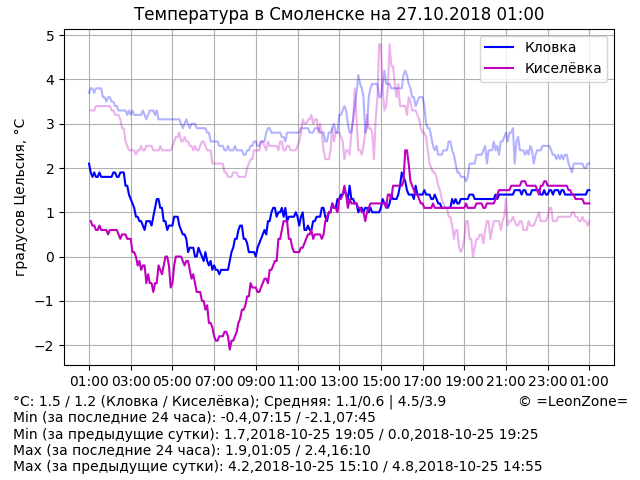 Температура в Смоленске на 27.10.2018 01:00
Кловка
Киселёвка
градусов Цельсия, °C
5
4
3
2
1
0
−1
−2
01:00 03:00 05:00 07:00 09:00 11:00 13:00 15:00 17:00 19:00 21:00 23:00 01:00
°C: 1.5 / 1.2 (Кловка / Киселёвка); Средняя: 1.1/0.6 | 4.5/3.9 © =LeonZone=
Min (за последние 24 часа): -0.4,07:15 / -2.1,07:45
Min (за предыдущие сутки): 1.7,2018-10-25 19:05 / 0.0,2018-10-25 19:25
Max (за последние 24 часа): 1.9,01:05 / 2.4,16:10
Max (за предыдущие сутки): 4.2,2018-10-25 15:10 / 4.8,2018-10-25 14:55